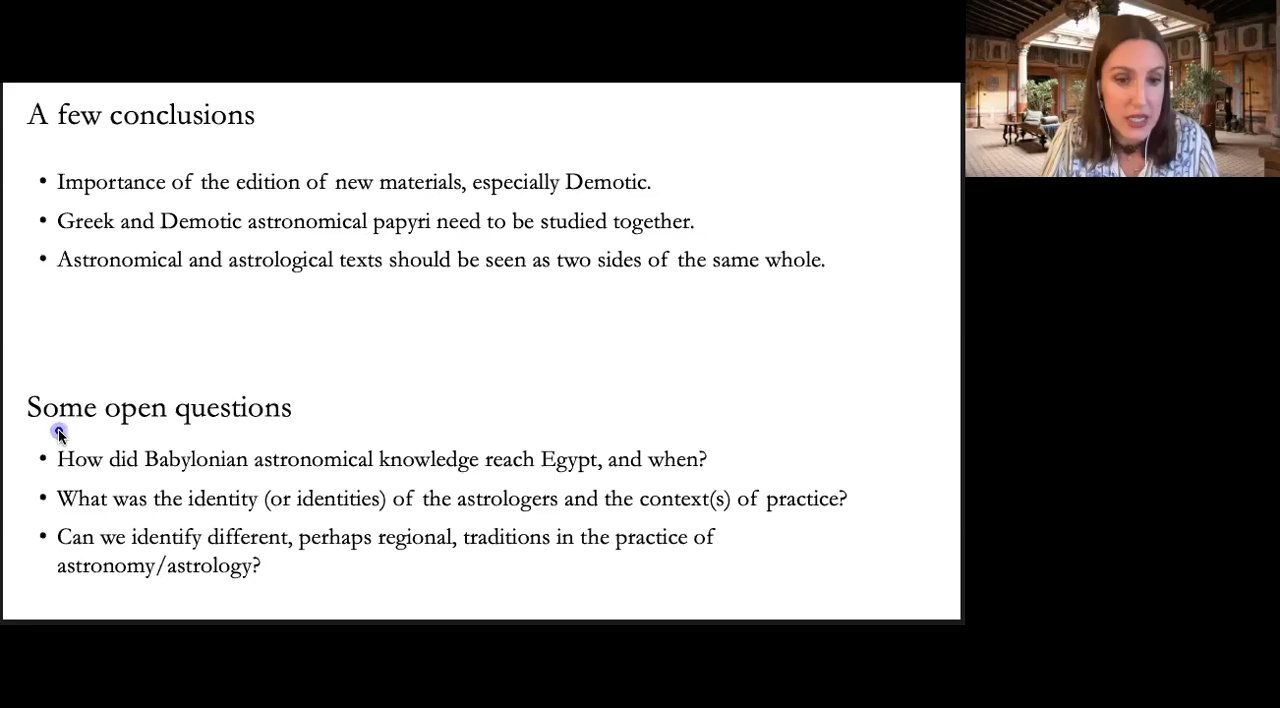 A few conclusions
• Importance of the edition of new materials, especially Demotic.
• Greek and Demotic astronomical papyri need to be studied together.
• Astronomical and astrological texts should be seen as two sides of the same whole.
Some open questions
• How did Babylonian astronomical knowledge reach Egypt, and when?
• What was the identity (or identities) of the astrologers and the context(s) of practice?
• Can we identify different, perhaps regional, traditions in the practice of
astronomy/astrology?